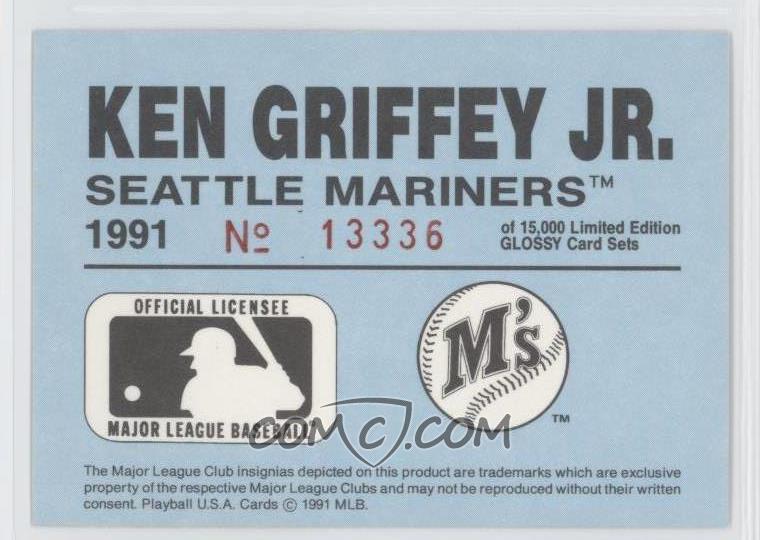 KEN GRIFFEY JR.
SEATTLE MARINERS™
1991 Nº 13336 of 15,000 Limited Edition
GLOSSY Card Sets
OFFICIAL LICENSEE
MAJOR LEAGUE BASEBALL
M's
TM
COMC.COM
The Major League Club insignias depicted on this product are trademarks which are exclusive
property of the respective Major League Clubs and may not be reproduced without their written
consent. Playball U.S.A. Cards © 1991 MLB.